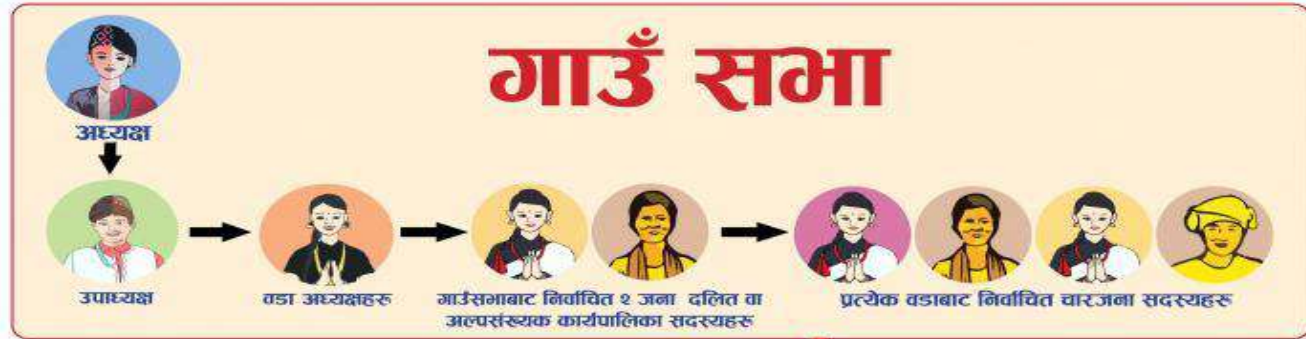 गाउँ सभा
अध्यक्ष
उपाध्यक्ष
वडा अध्यक्षहरु
गाउँसभाबाट निर्वाचित २ जना दलित वा
अल्पसंख्यक कार्यपालिका सदस्यहरु
प्रत्येक वडाबाट निर्वाचित चारजना सदस्यहरु